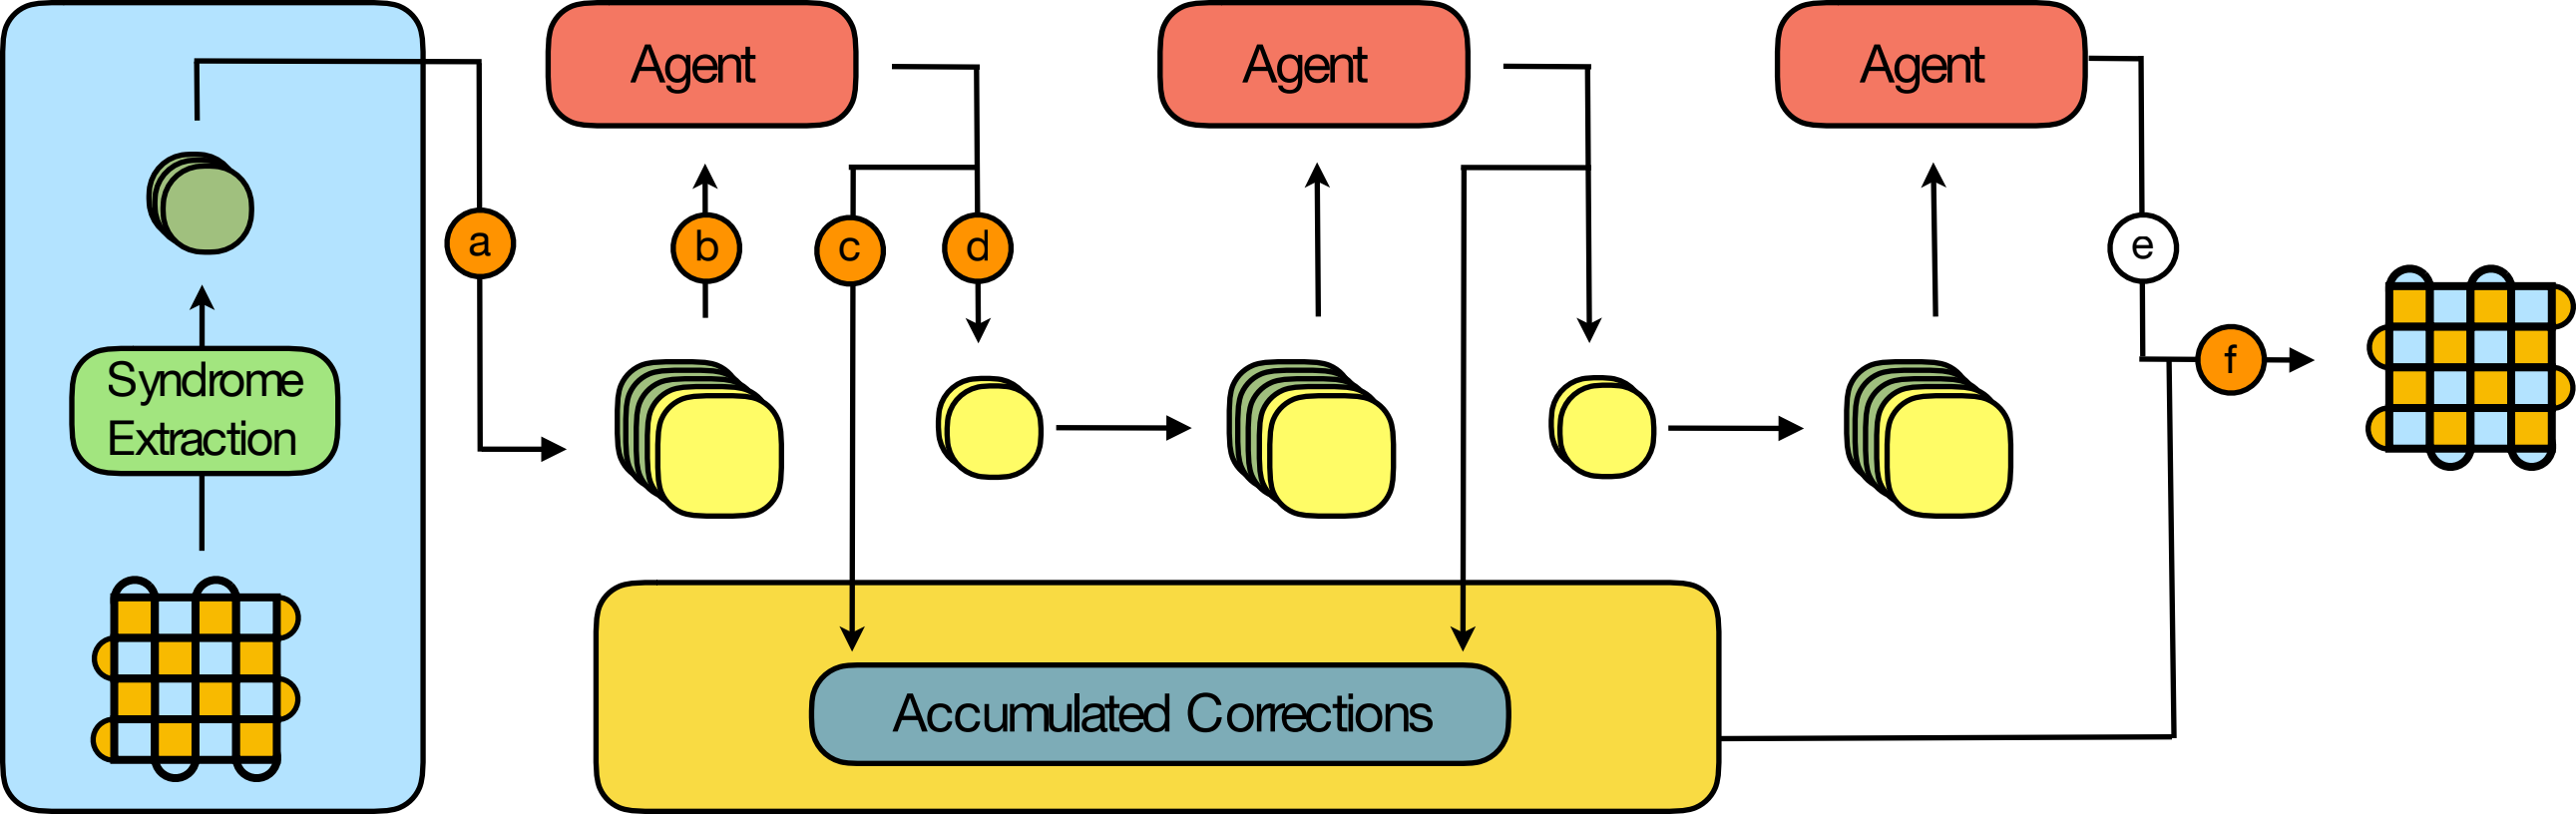 Agent
Agent
Agent
a
b
c
d
e
f
Syndrome
Extraction
Accumulated Corrections